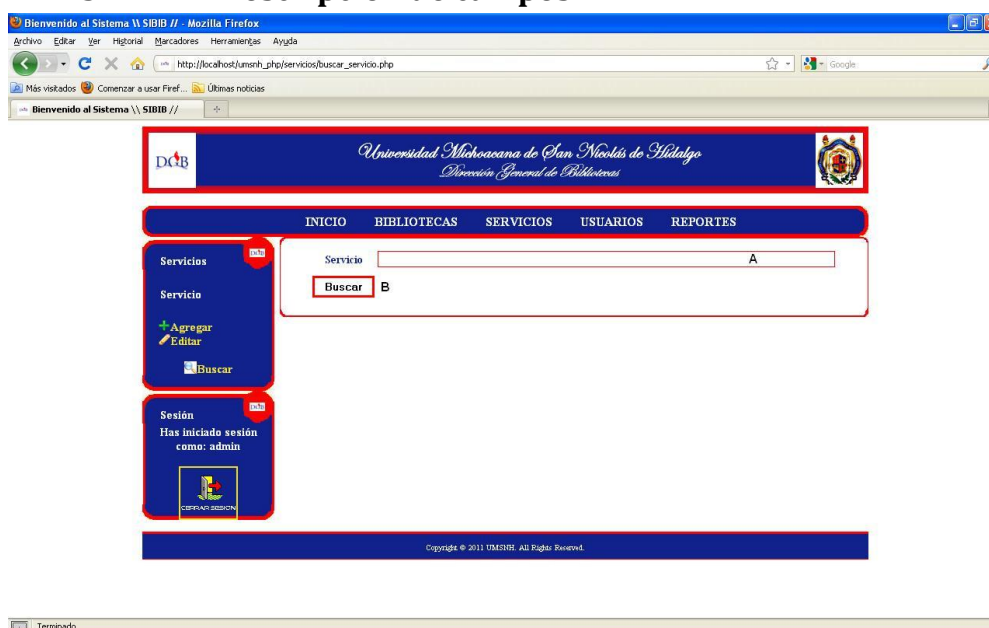 Bienvenido al Sistema \\ SIBIB // - Mozilla Firefox
Archivo Editar Ver Historial Marcadores Herramientas Ayuda
http://localhost/umsnh_php/servicios/buscar_servicio.php
Google
Más visitados Comenzar a usar Firef... Últimas noticias
Bienvenido al Sistema \\ SIBIB //
DGB
Universidad Michoacana de San Nicolás de Hidalgo
Dirección General de Bibliotecas
INICIO BIBLIOTECAS SERVICIOS USUARIOS REPORTES
Servicios
DGB
Servicio
Agregar
Editar
Buscar
Servicio A
Buscar B
Sesión
DGB
Has iniciado sesión
como: admin
CERRAR SESION
Copyright © 2011 UMSNH. All Rights Reserved.
Terminado